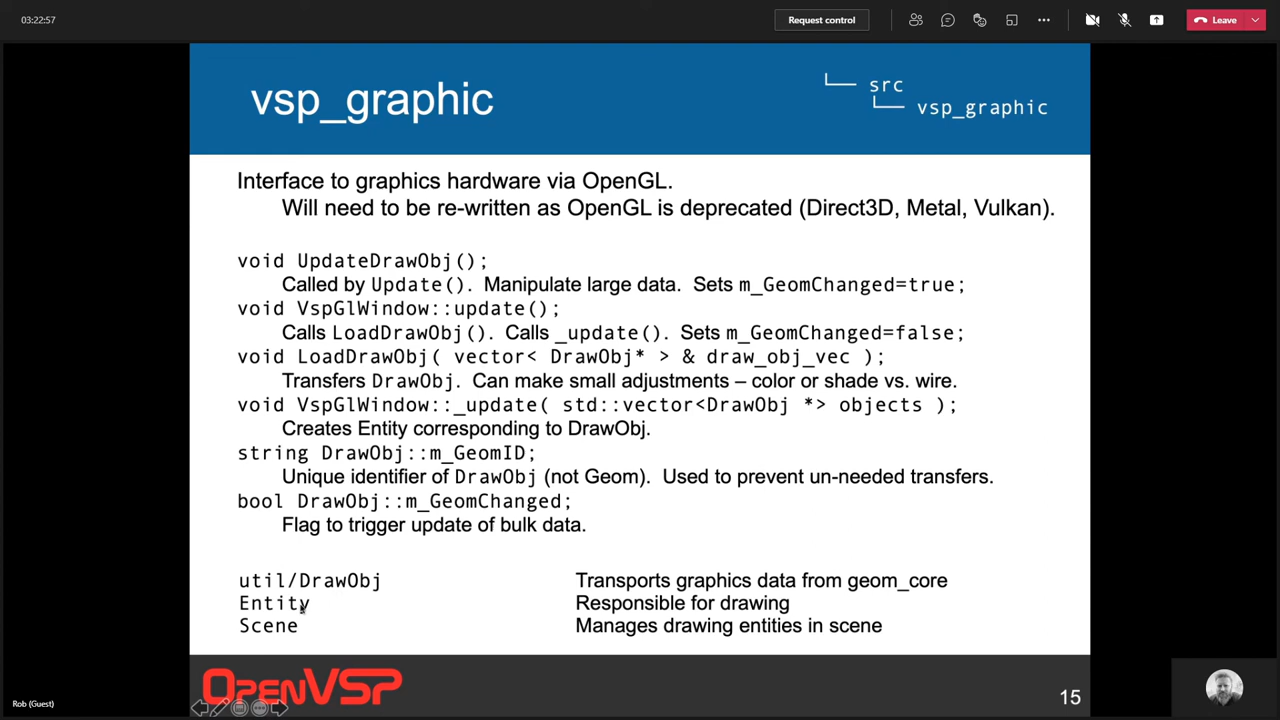 03:22:57
Request control
Leave
vsp_graphic
src
vsp_graphic
Interface to graphics hardware via OpenGL.
Will need to be re-written as OpenGL is deprecated (Direct3D, Metal, Vulkan).
void UpdateDrawObj();
Called by Update(). Manipulate large data. Sets m_GeomChanged=true;
void VspGlWindow::update();
Calls LoadDrawObj(). Calls _update(). Sets m_GeomChanged=false;
void LoadDrawObj( vector< DrawObj* > & draw_obj_vec );
Transfers DrawObj. Can make small adjustments – color or shade vs. wire.
void VspGlWindow::_update( std::vector<DrawObj *> objects );
Creates Entity corresponding to DrawObj.
string DrawObj::m_GeomID;
Unique identifier of DrawObj (not Geom). Used to prevent un-needed transfers.
bool DrawObj::m_GeomChanged;
Flag to trigger update of bulk data.
util/DrawObj Transports graphics data from geom_core
Entity Responsible for drawing
Scene Manages drawing entities in scene
OpenVSP
15
Rob (Guest)